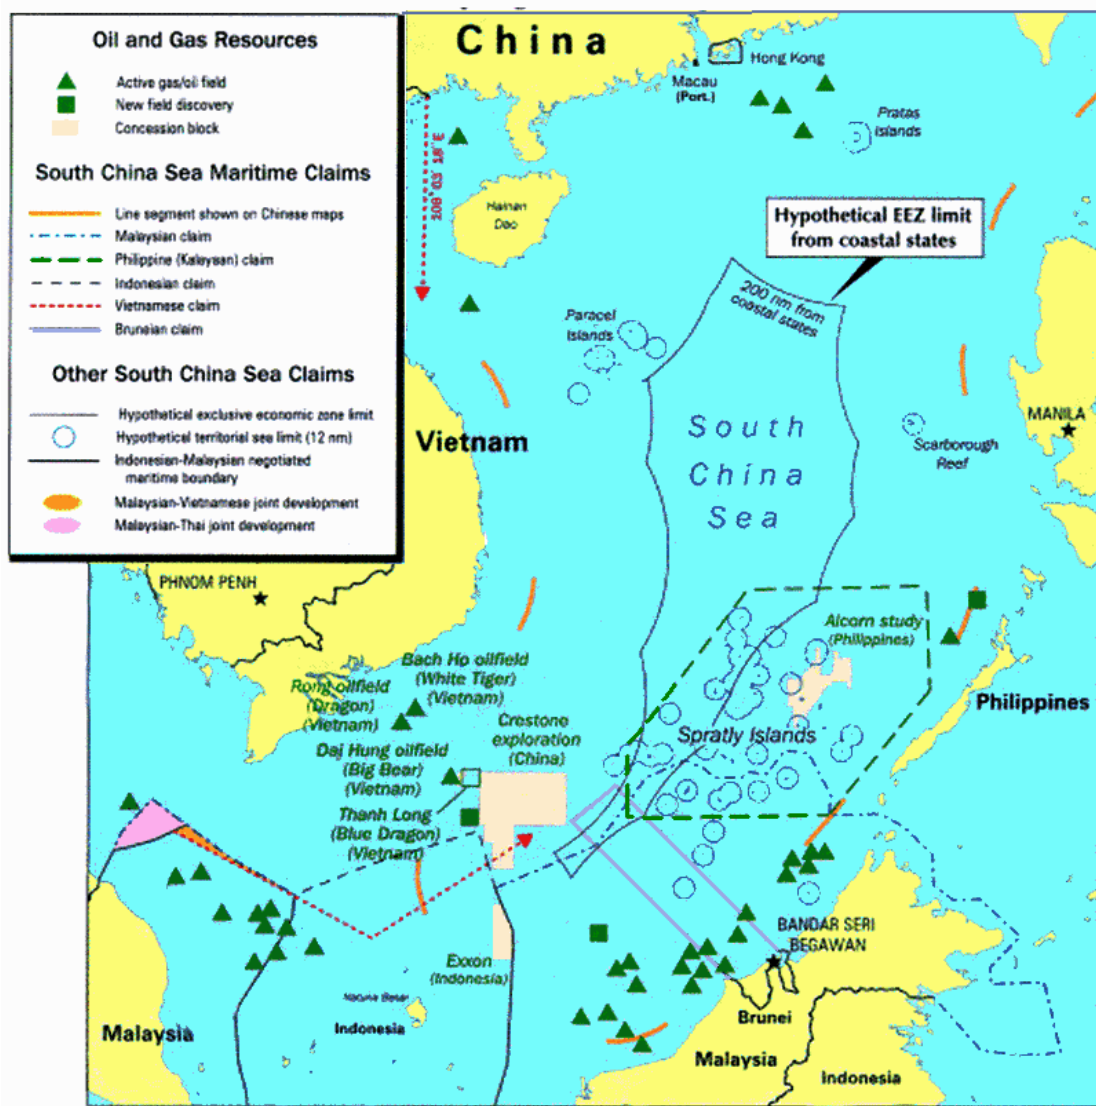 Oil and Gas Resources
Active gas/oil field
New field discovery
Concession block
South China Sea Maritime Claims
Line segment shown on Chinese maps
Malaysian claim
Philippine (Kalaysan) claim
Indonesian claim
Vietnamese claim
Bruneian claim
Other South China Sea Claims
Hypothetical exclusive economic zone limit
Hypothetical territorial sea limit (12 nm)
Indonesian-Malaysian negotiated
maritime boundary
Malaysian-Vietnamese joint development
Malaysian-Thai joint development
China
Hong Kong
Macau
(Port.)
Pratas
Islands
108° 03' 18" E
Hainan
Dao
Hypothetical EEZ limit
from coastal states
200 nm from
coastal states
Paracel
Islands
MANILA
Scarborough
Reef
Vietnam
South
China
Sea
PHNOM PENH
Alcorn study
(Philippines)
Bach Ho oilfield
(White Tiger)
(Vietnam)
Rong oilfield
(Dragon)
(Vietnam)
Crestone
exploration
(China)
Philippines
Spratly Islands
Dai Hung oilfield
(Big Bear)
(Vietnam)
Thanh Long
(Blue Dragon)
(Vietnam)
BANDAR SERI
BEGAWAN
Exxon
(Indonesia)
Natuna Besar
Indonesia
Malaysia
Brunei
Malaysia
Indonesia